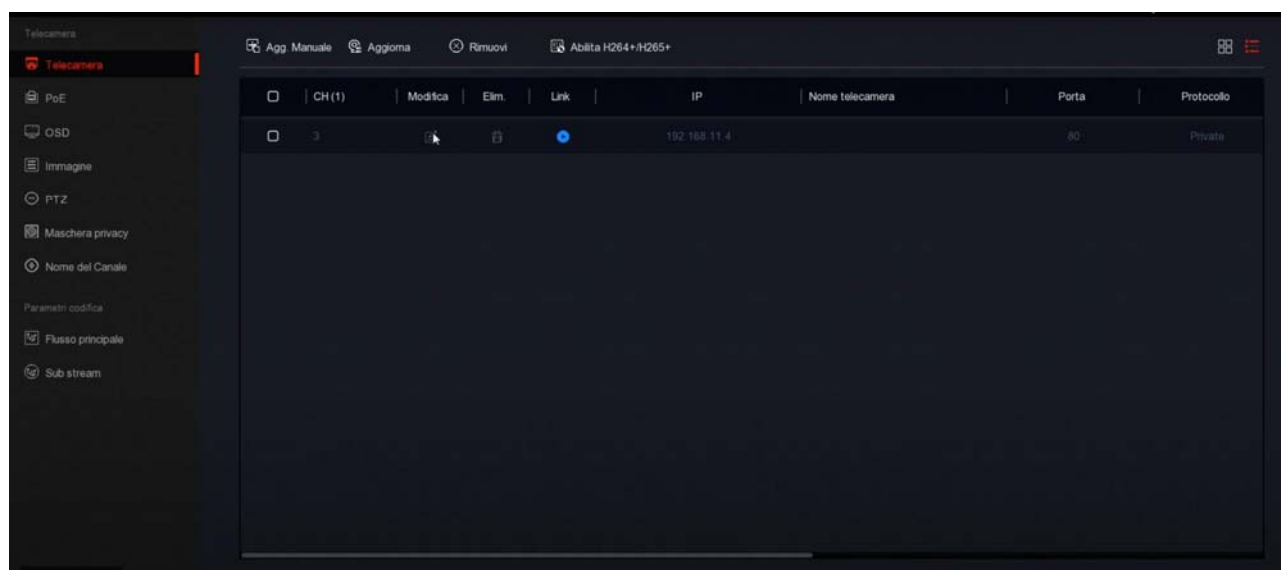 Telecamera
Agg. Manuale Aggiorna Rimuovi Abilita H264+/H265+
Telecamera
PoE
CH (1) Modifica Elim. Link IP Nome telecamera Porta Protocollo
OSD
3 192.168.11.4 80 Private
Immagine
PTZ
Maschera privacy
Nome del Canale
Parametri codifica
Flusso principale
Sub stream